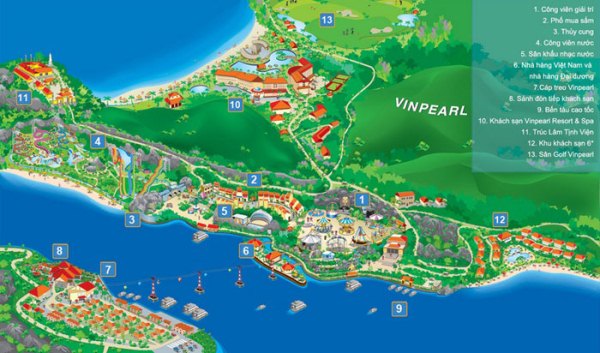 13
1. Công viên giải trí
2. Phố mua sắm
3. Thủy cung
4. Công viên nước
5. Sân khấu nhạc nước
6. Nhà hàng Việt Nam và
nhà hàng Đại dương
7.Cáp treo Vinpearl
8. Sảnh đón tiếp khách sạn
9. Bến tàu cao tốc
10. Khách sạn Vinpearl Resort & Spa
11. Trúc Lâm Tịnh Viện
12. Khu khách sạn 6*
13. Sân Golf Vinpearl
11
10
VINPEARL
4
2
1
3
5
12
6
8
7
9